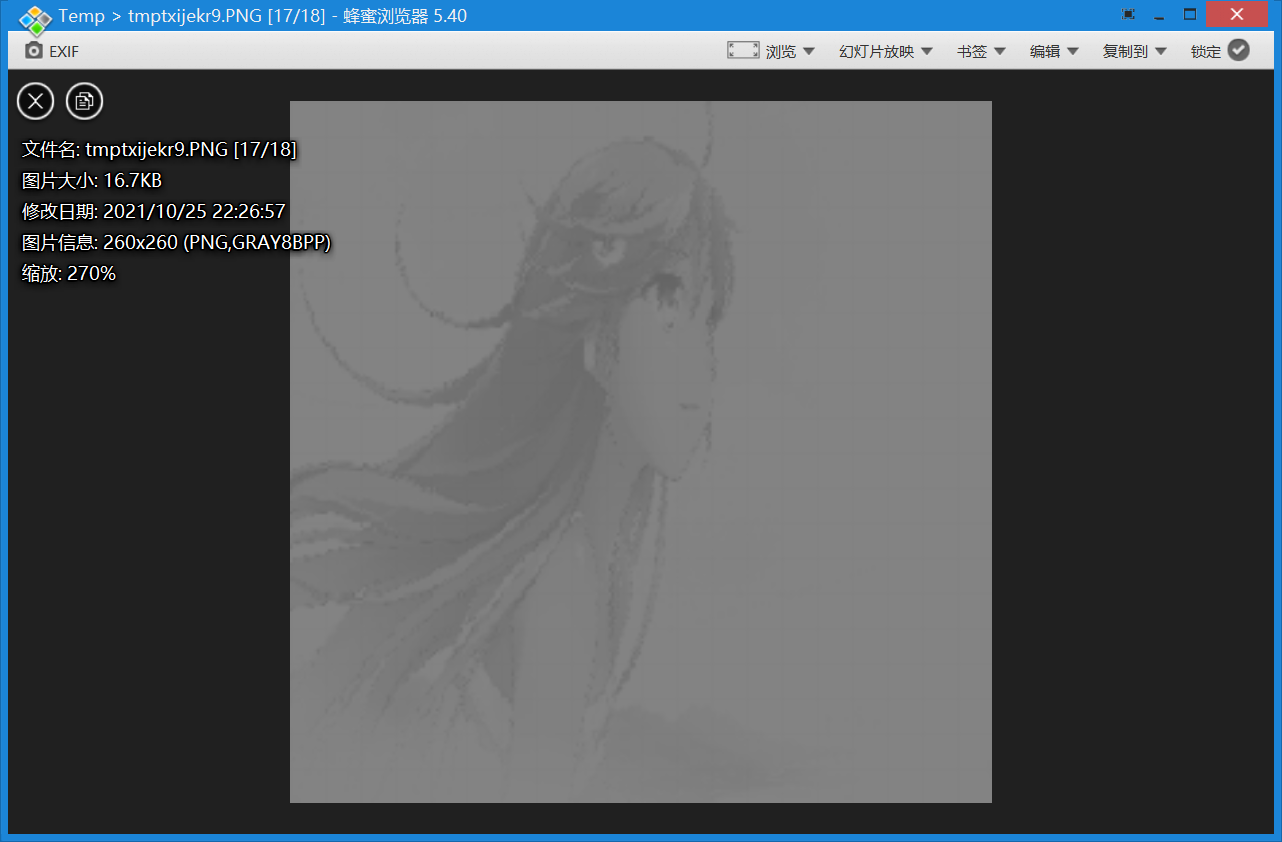 Temp > tmptxijekr9.PNG [17/18] - 蜂蜜浏览器 5.40
EXIF 浏览 幻灯片放映 书签 编辑 复制到 锁定
文件名: tmptxijekr9.PNG [17/18]
图片大小: 16.7KB
修改日期: 2021/10/25 22:26:57
图片信息: 260x260 (PNG,GRAY8BPP)
缩放: 270%